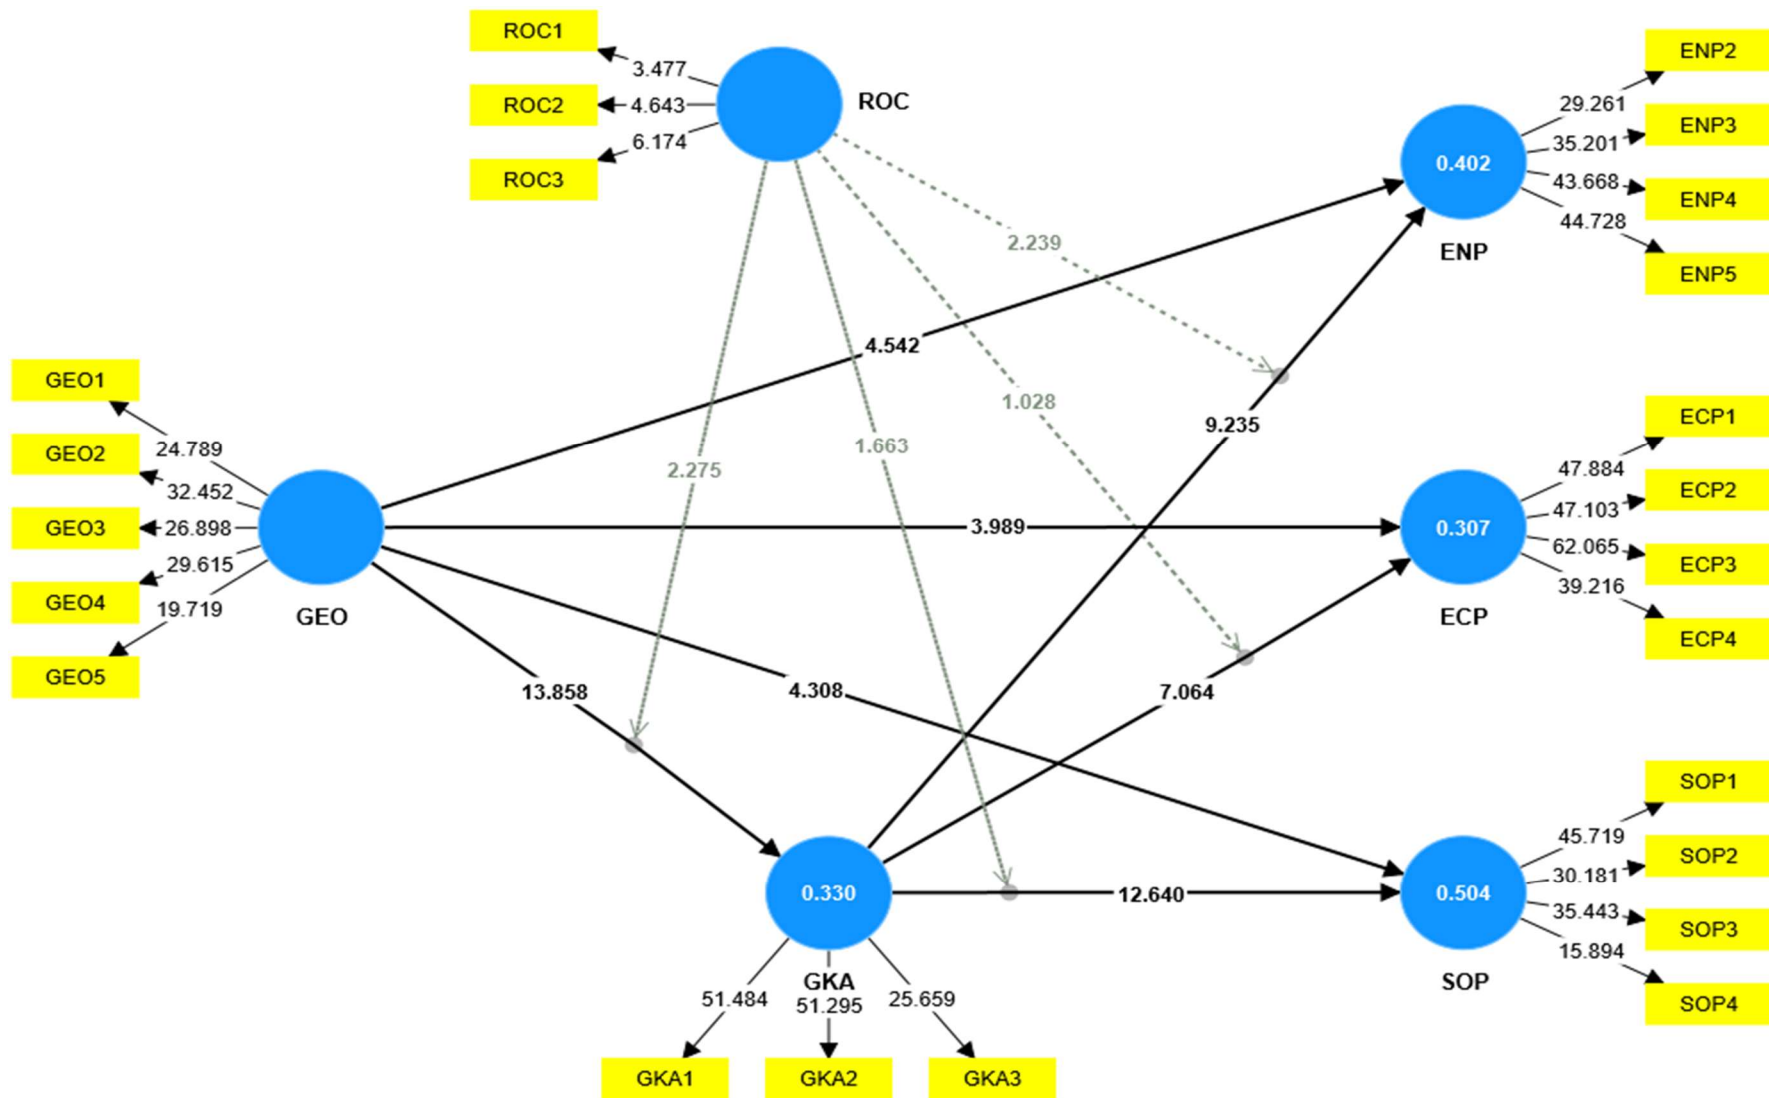 ROC1
3.477
ROC2
4.643
ROC3
6.174
ROC
ENP2
29.261
ENP3
35.201
ENP4
43.668
ENP5
44.728
0.402
ENP
2.239
4.542
1.028
9.235
1.663
2.275
GEO1
24.789
GEO2
32.452
GEO3
26.898
GEO4
29.615
GEO5
19.719
GEO
3.989
ECP1
47.884
ECP2
47.103
ECP3
62.065
ECP4
39.216
0.307
ECP
13.858
4.308
7.064
12.640
SOP1
45.719
SOP2
30.181
SOP3
35.443
SOP4
15.894
0.504
SOP
0.330
GKA
51.484
51.295
25.659
GKA1
GKA2
GKA3